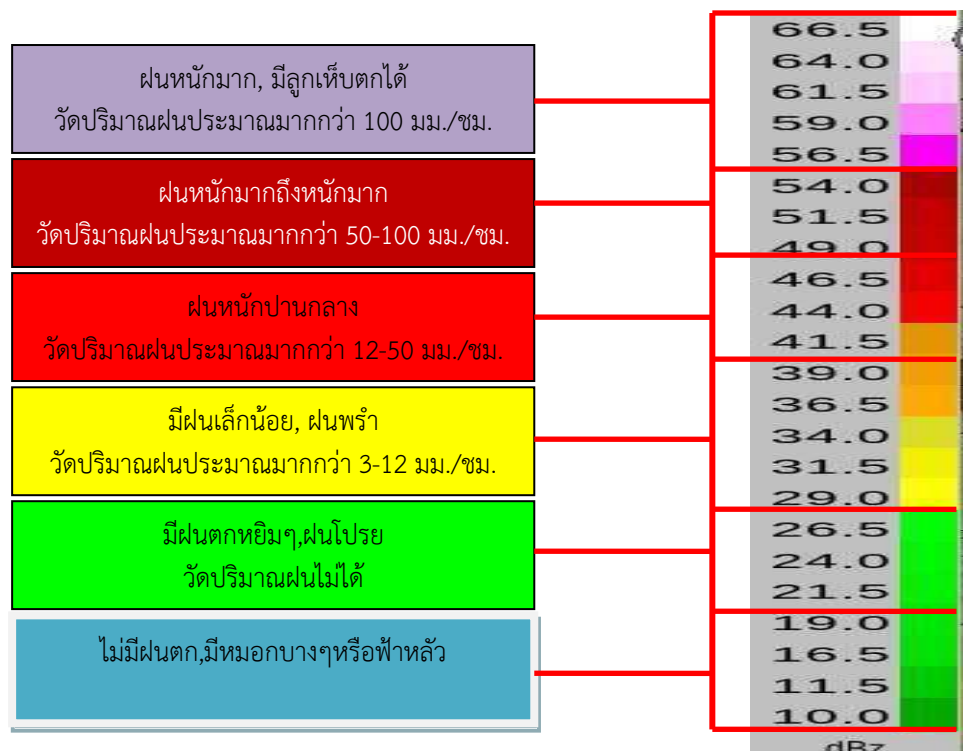 ฝนหนักมาก, มีลูกเห็บตกได้
วัดปริมาณฝนประมาณมากกว่า 100 มม./ชม.
ฝนหนักมากถึงหนักมาก
วัดปริมาณฝนประมาณมากกว่า 50-100 มม./ชม.
ฝนหนักปานกลาง
วัดปริมาณฝนประมาณมากกว่า 12-50 มม./ชม.
มีฝนเล็กน้อย, ฝนพรำ
วัดปริมาณฝนประมาณมากกว่า 3-12 มม./ชม.
มีฝนตกหยิมๆ,ฝนโปรย
วัดปริมาณฝนไม่ได้
ไม่มีฝนตก,มีหมอกบางๆหรือฟ้าหลัว
66.5
64.0
61.5
59.0
56.5
54.0
51.5
49.0
46.5
44.0
41.5
39.0
36.5
34.0
31.5
29.0
26.5
24.0
21.5
19.0
16.5
11.5
10.0
dBz